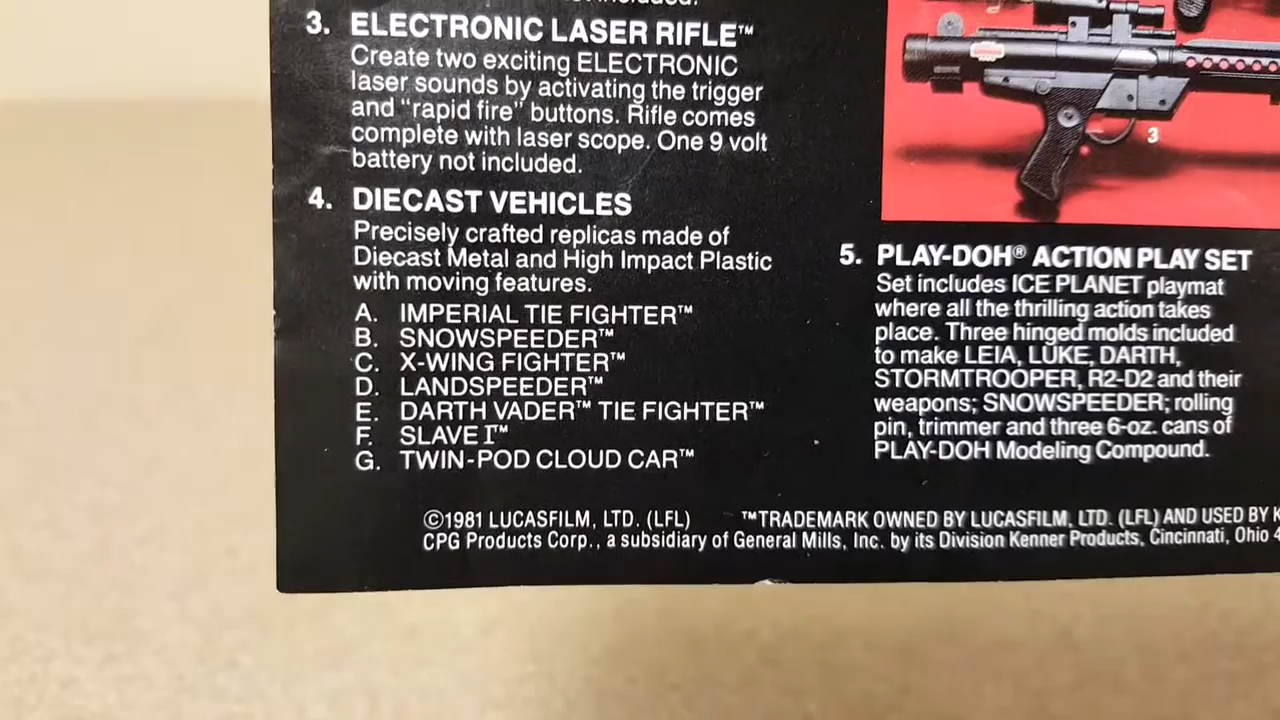 3. ELECTRONIC LASER RIFLE™
Create two exciting ELECTRONIC
laser sounds by activating the trigger
and "rapid fire" buttons. Rifle comes
complete with laser scope. One 9 volt
battery not included.
4. DIECAST VEHICLES
Precisely crafted replicas made of
Diecast Metal and High Impact Plastic
with moving features.
A. IMPERIAL TIE FIGHTER™
B. SNOWSPEEDER™
C. X-WING FIGHTER™
D. LANDSPEEDER™
E. DARTH VADER™ TIE FIGHTER™
F. SLAVE I™
G. TWIN-POD CLOUD CAR™
3
5. PLAY-DOH® ACTION PLAY SET
Set includes ICE PLANET playmat
where all the thrilling action takes
place. Three hinged molds included
to make LEIA, LUKE, DARTH,
STORMTROOPER, R2-D2 and their
weapons; SNOWSPEEDER; rolling
pin, trimmer and three 6-oz. cans of
PLAY-DOH Modeling Compound.
©1981 LUCASFILM, LTD. (LFL) ™TRADEMARK OWNED BY LUCASFILM, LTD. (LFL) AND USED BY K
CPG Products Corp., a subsidiary of General Mills, Inc. by its Division Kenner Products, Cincinnati, Ohio 4